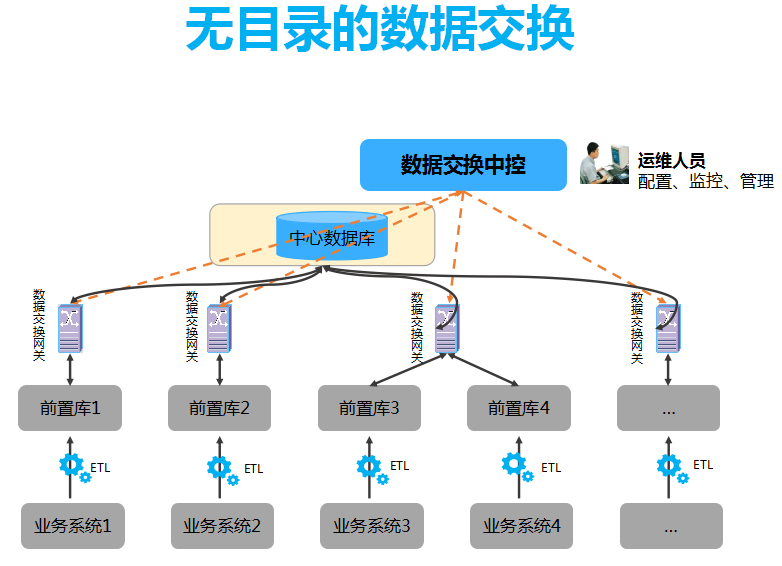 无目录的数据交换
数据交换中控
运维人员
配置、监控、管理
中心数据库
数据交换网关
数据交换网关
数据交换网关
数据交换网关
前置库1
前置库2
前置库3
前置库4
...
ETL
ETL
ETL
ETL
ETL
业务系统1
业务系统2
业务系统3
业务系统4
...